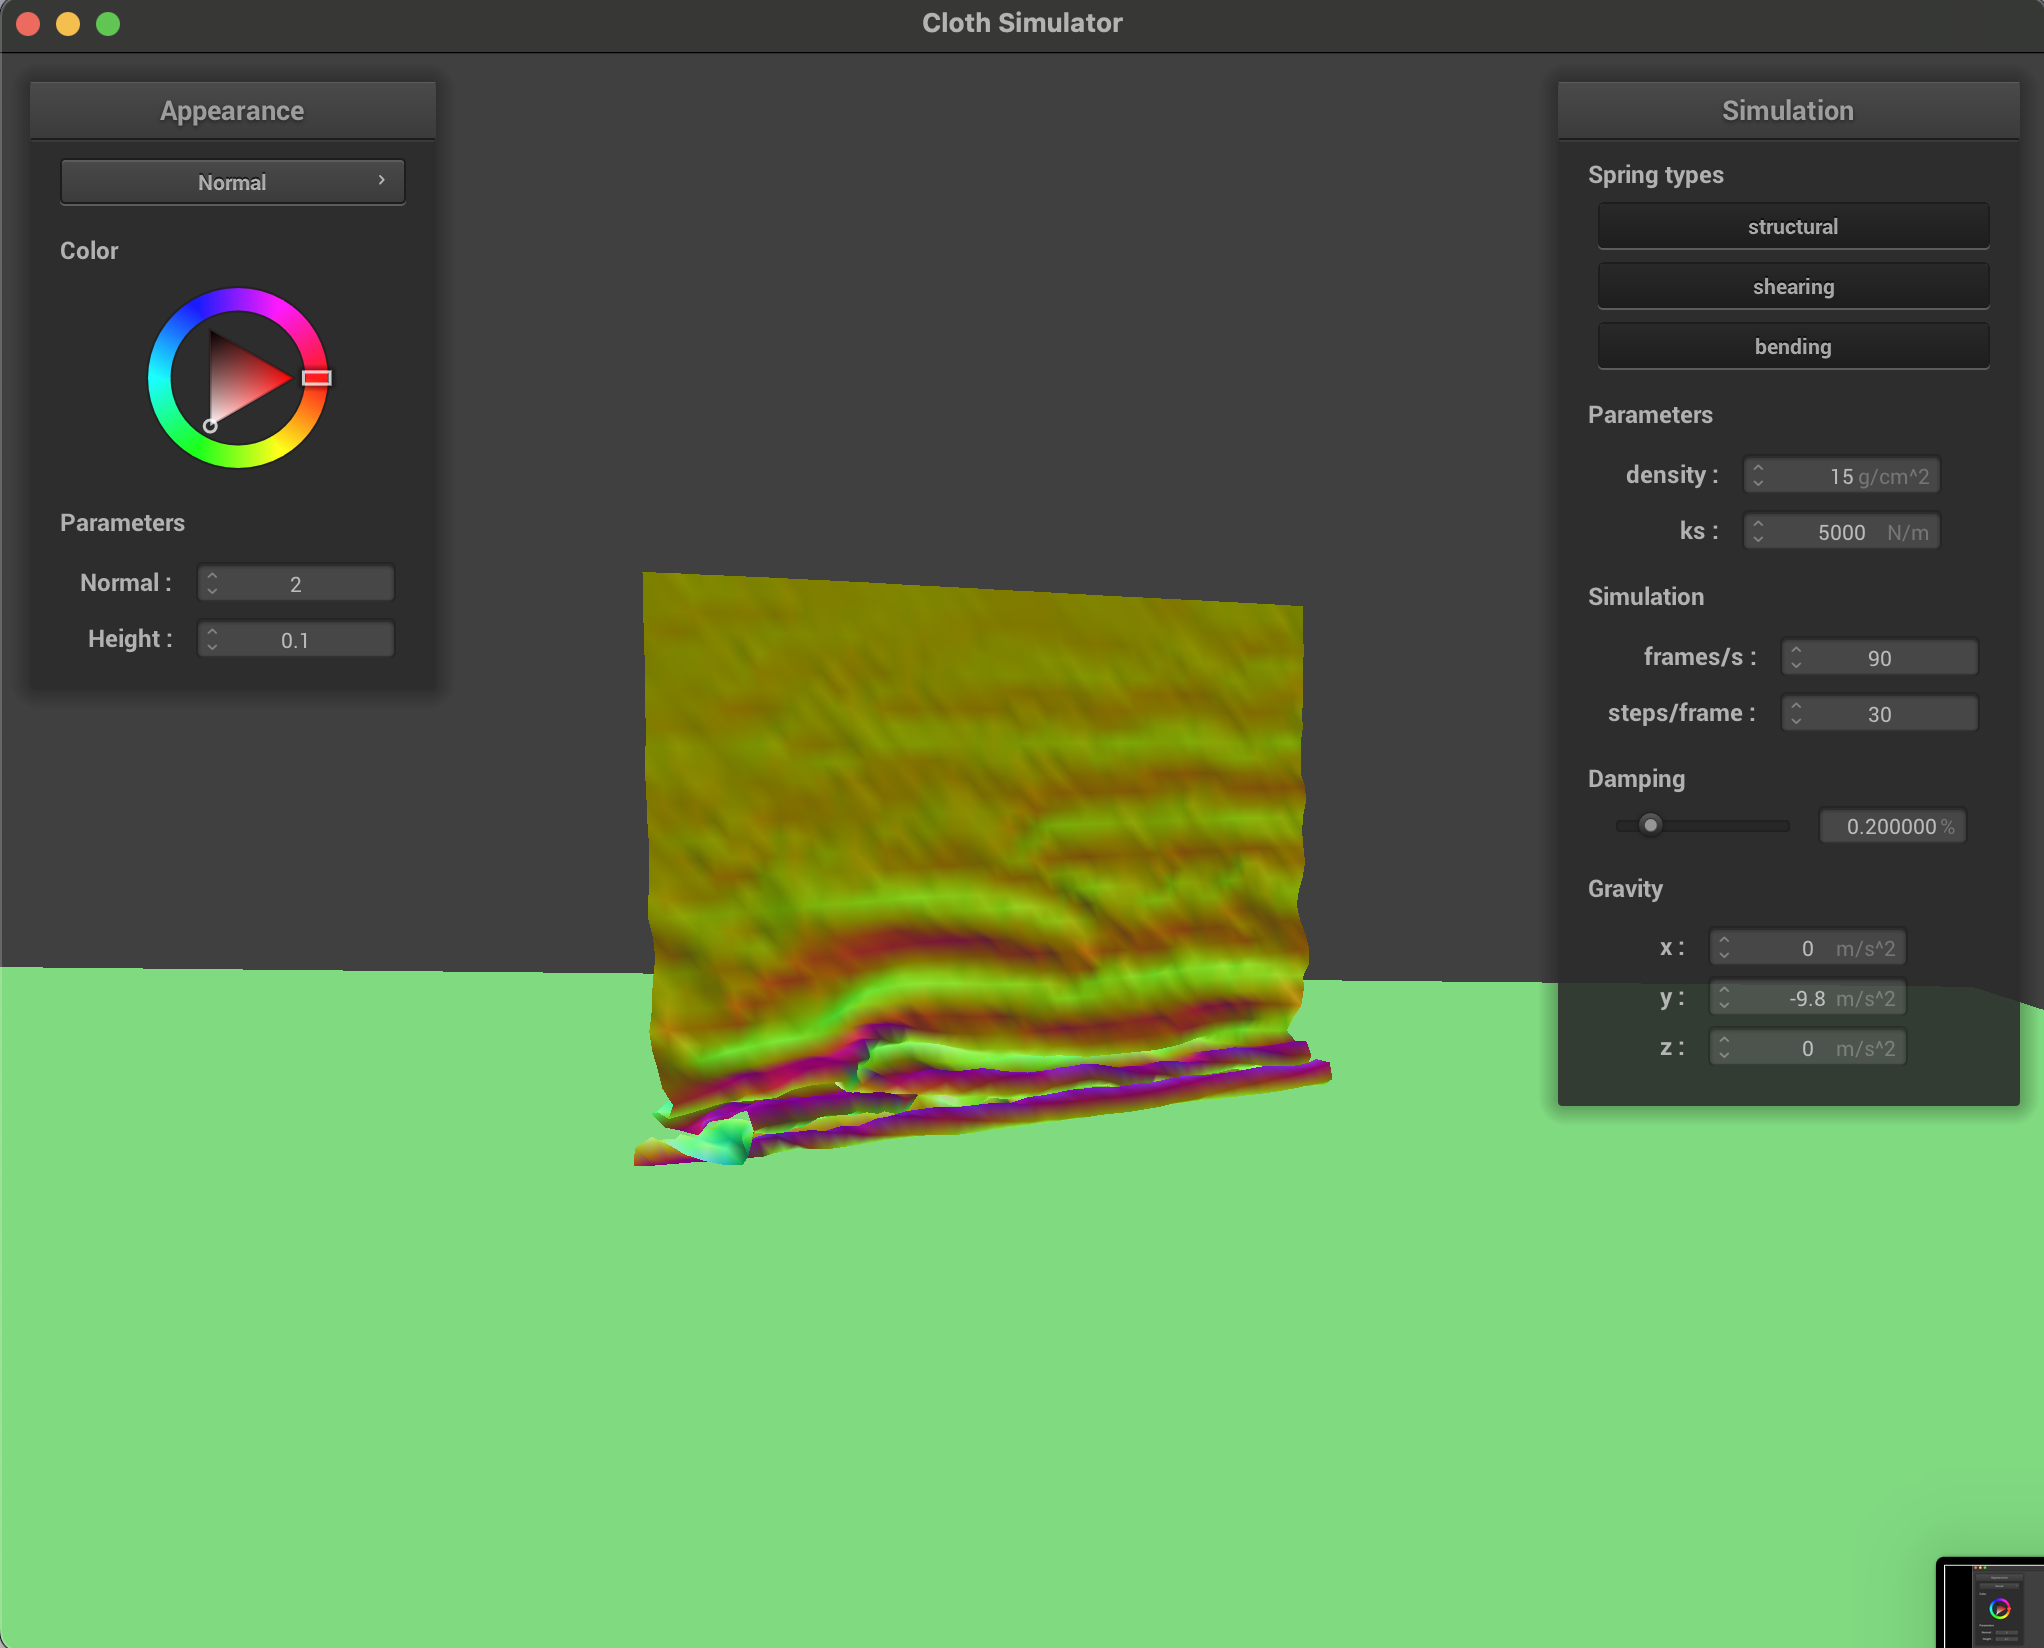 Cloth Simulator
Appearance
Normal
Color
Parameters
Normal : 2
Height : 0.1
Simulation
Spring types
structural
shearing
bending
Parameters
density : 15 g/cm^2
ks : 5000 N/m
Simulation
frames/s : 90
steps/frame : 30
Damping
0.200000 %
Gravity
x : 0 m/s^2
y : -9.8 m/s^2
z : 0 m/s^2